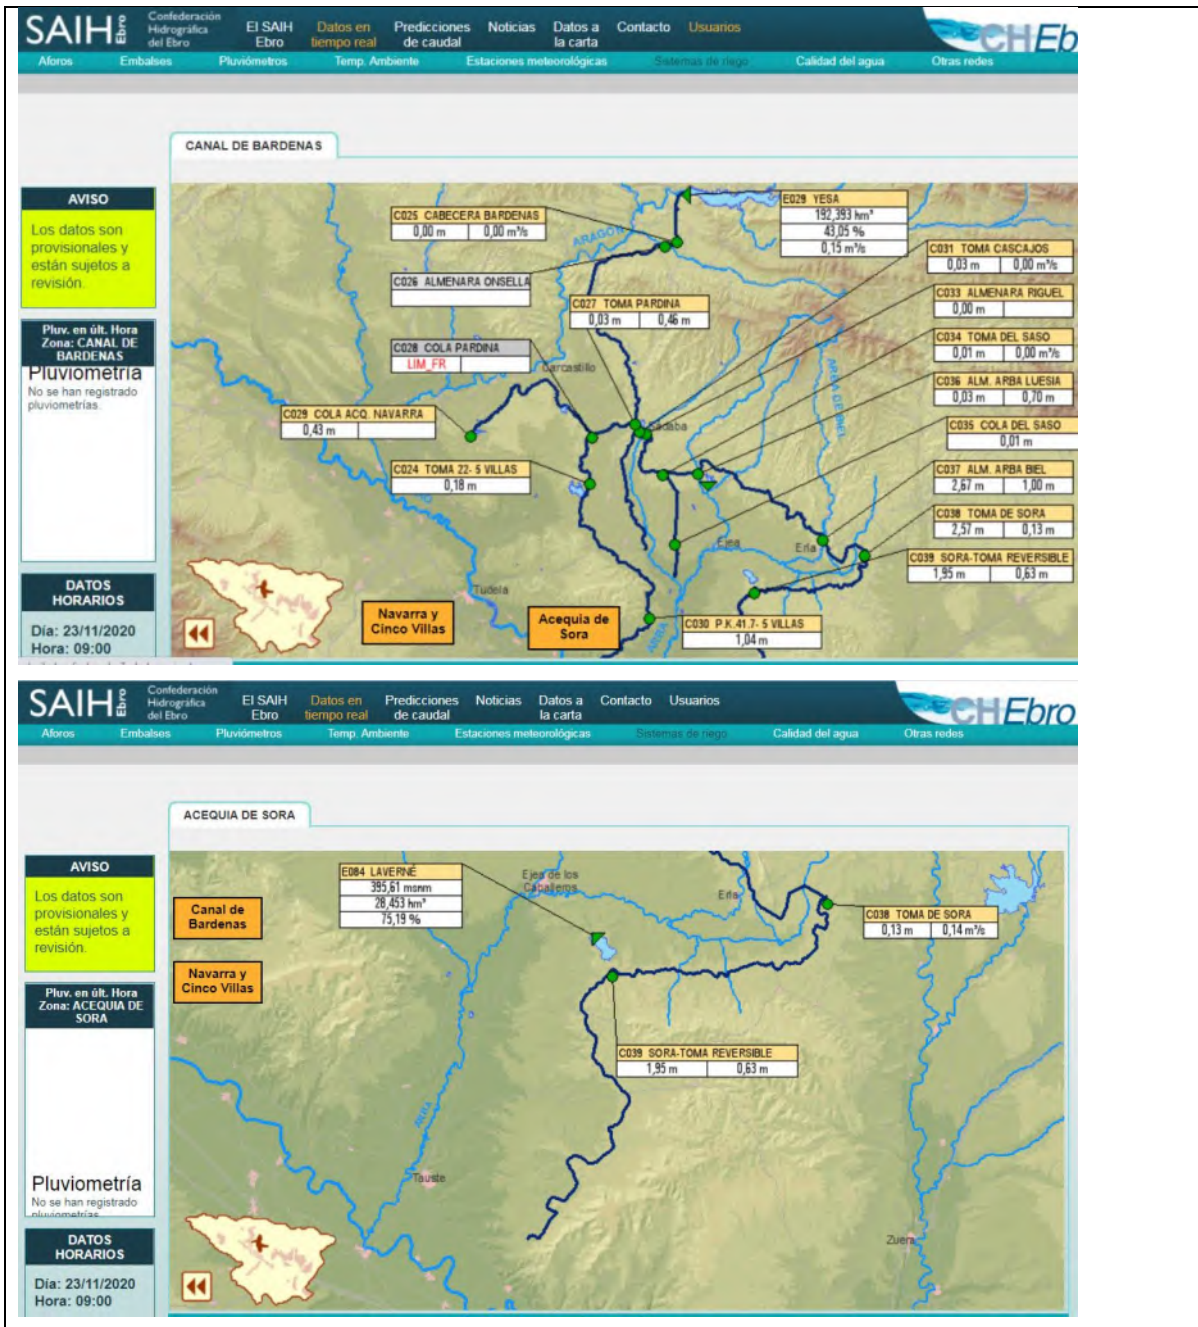 SAIH Ebro
Confederación
Hidrográfica
del Ebro
El SAIH
Ebro
Datos en
tiempo real
Predicciones
de caudal
Noticias
Datos a
la carta
Contacto
Usuarios
CHEb
Aforos
Embalses
Pluviómetros
Temp. Ambiente
Estaciones meteorológicas
Sistemas de riego
Calidad del agua
Otras redes
CANAL DE BARDENAS
AVISO
Los datos son
provisionales y
están sujetos a
revisión.
Pluv. en últ. Hora
Zona: CANAL DE
BARDENAS
Pluviometría
No se han registrado
pluviometrías.
DATOS
HORARIOS
Día: 23/11/2020
Hora: 09:00
C025 CABECERA BARDENAS
0,00 m 0,00 m³/s
E029 YESA
192,393 hm³
43,05 %
0,15 m³/s
ARAGÓN
C026 ALMENARA ONSELLA
C031 TOMA CASCAJOS
0,03 m 0,00 m³/s
C027 TOMA PARDINA
0,03 m 0,46 m
C033 ALMENARA RIGUEL
0,00 m
C028 COLA PARDINA
LIM_FR
C034 TOMA DEL SASO
0,01 m 0,00 m³/s
Carcastillo
ARBA DE BIEL
C036 ALM. ARBA LUESIA
0,03 m 0,70 m
C029 COLA ACQ. NAVARRA
0,43 m
Sádaba
C035 COLA DEL SASO
0,01 m
C024 TOMA 22- 5 VILLAS
0,18 m
C037 ALM. ARBA BIEL
2,67 m 1,00 m
C038 TOMA DE SORA
2,57 m 0,13 m
Ejea
Erla
C039 SORA-TOMA REVERSIBLE
1,95 m 0,63 m
Tudela
Navarra y
Cinco Villas
Acequia de
Sora
C030 P.K.41.7- 5 VILLAS
1,04 m
ARBA
SAIH Ebro
Confederación
Hidrográfica
del Ebro
El SAIH
Ebro
Datos en
tiempo real
Predicciones
de caudal
Noticias
Datos a
la carta
Contacto
Usuarios
CHEbro
Aforos
Embalses
Pluviómetros
Temp. Ambiente
Estaciones meteorológicas
Sistemas de riego
Calidad del agua
Otras redes
ACEQUIA DE SORA
AVISO
Los datos son
provisionales y
están sujetos a
revisión.
Pluv. en últ. Hora
Zona: ACEQUIA DE
SORA
Pluviometría
No se han registrado
pluviometrías
DATOS
HORARIOS
Día: 23/11/2020
Hora: 09:00
E084 LAVERNÉ
395,61 msnm
28,453 hm³
75,19 %
Ejea de los
Caballeros
Erla
Canal de
Bardenas
C038 TOMA DE SORA
0,13 m 0,14 m³/s
Navarra y
Cinco Villas
C039 SORA-TOMA REVERSIBLE
1,95 m 0,63 m
ARBA
Tauste
Zuera